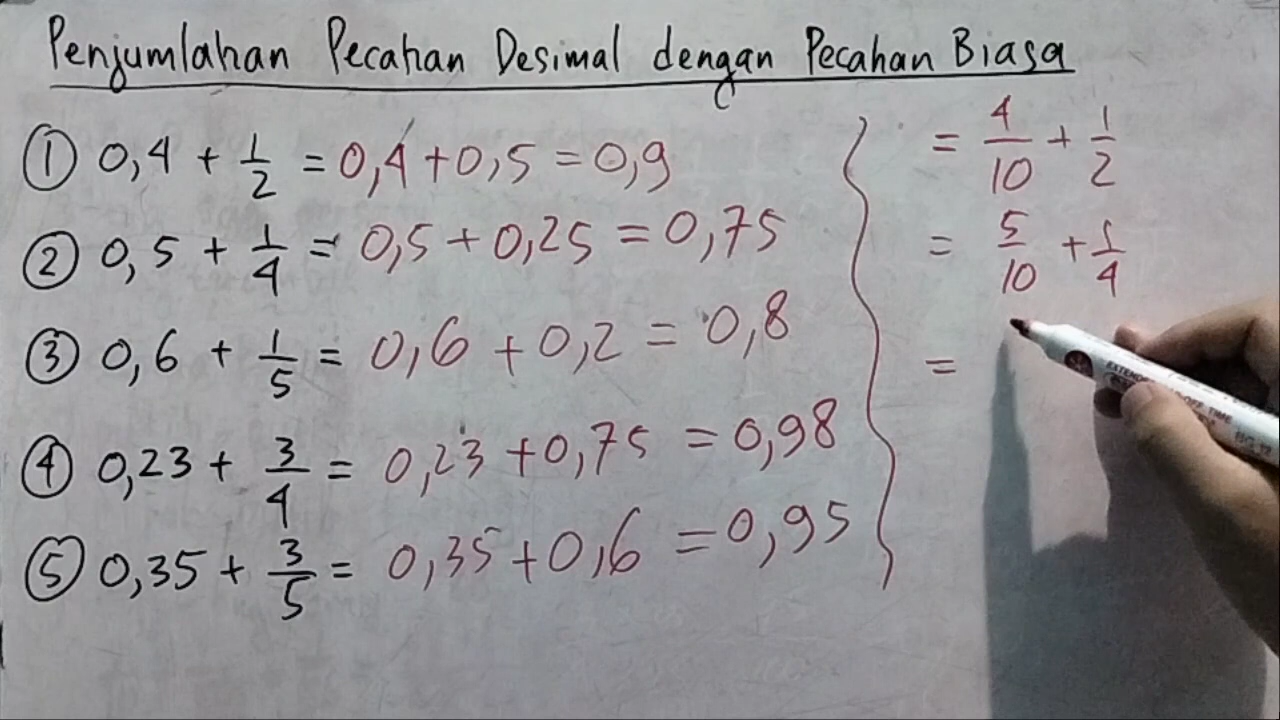 Penjumlahan Pecahan Desimal dengan Pecahan Biasa
① 0,4 + 1/2 = 0,4 + 0,5 = 0,9
② 0,5 + 1/4 = 0,5 + 0,25 = 0,75
③ 0,6 + 1/5 = 0,6 + 0,2 = 0,8
④ 0,23 + 3/4 = 0,23 + 0,75 = 0,98
⑤ 0,35 + 3/5 = 0,35 + 0,6 = 0,95
= 4/10 + 1/2
= 5/10 + 1/4
=